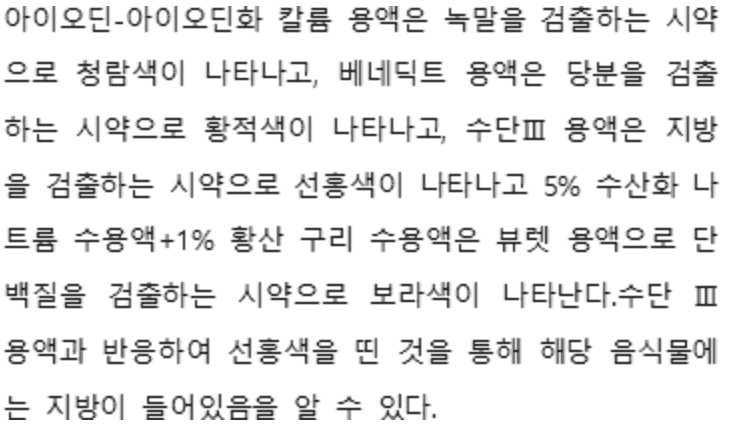 아이오딘-아이오딘화 칼륨 용액은 녹말을 검출하는 시약
으로 청람색이 나타나고, 베네딕트 용액은 당분을 검출
하는 시약으로 황적색이 나타나고, 수단Ⅲ 용액은 지방
을 검출하는 시약으로 선홍색이 나타나고 5% 수산화 나
트륨 수용액+1% 황산 구리 수용액은 뷰렛 용액으로 단
백질을 검출하는 시약으로 보라색이 나타난다.수단 Ⅲ
용액과 반응하여 선홍색을 띤 것을 통해 해당 음식물에
는 지방이 들어있음을 알 수 있다.